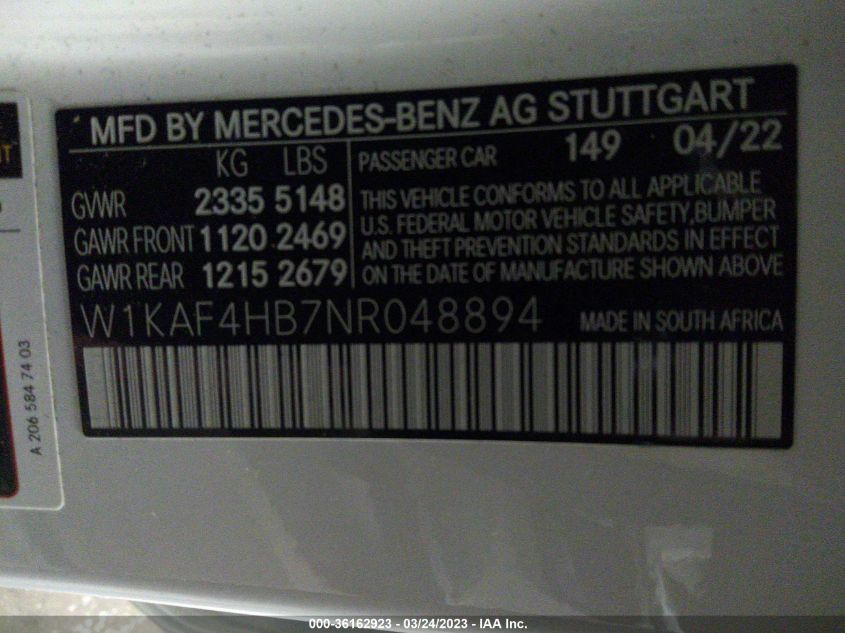 MFD BY MERCEDES-BENZ AG STUTTGART
KG LBS
PASSENGER CAR 149 04/22
GVWR 2335 5148
GAWR FRONT 1120 2469
GAWR REAR 1215 2679
THIS VEHICLE CONFORMS TO ALL APPLICABLE
U.S. FEDERAL MOTOR VEHICLE SAFETY,BUMPER
AND THEFT PREVENTION STANDARDS IN EFFECT
ON THE DATE OF MANUFACTURE SHOWN ABOVE
W1KAF4HB7NR048894
MADE IN SOUTH AFRICA
A 206 584 74 03
000-36162923 - 03/24/2023 - IAA Inc.